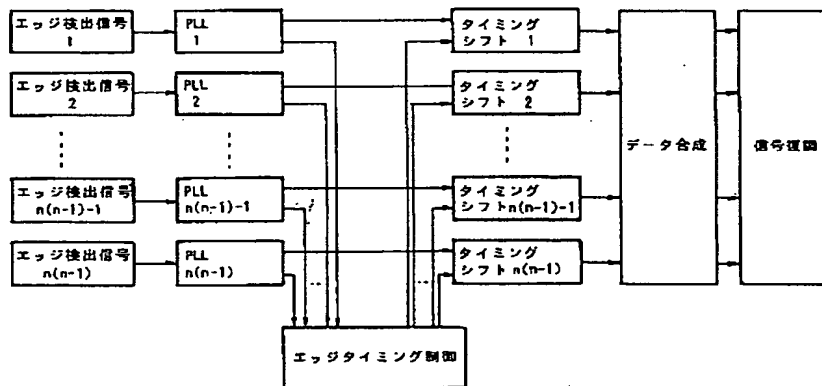 エッジ検出信号
1
PLL
1
タイミング
シフト 1
エッジ検出信号
2
PLL
2
タイミング
シフト 2
データ合成
信号復調
エッジ検出信号
n(n-1)-1
PLL
n(n-1)-1
タイミング
シフトn(n-1)-1
エッジ検出信号
n(n-1)
PLL
n(n-1)
タイミング
シフトn(n-1)
エッジタイミング制御